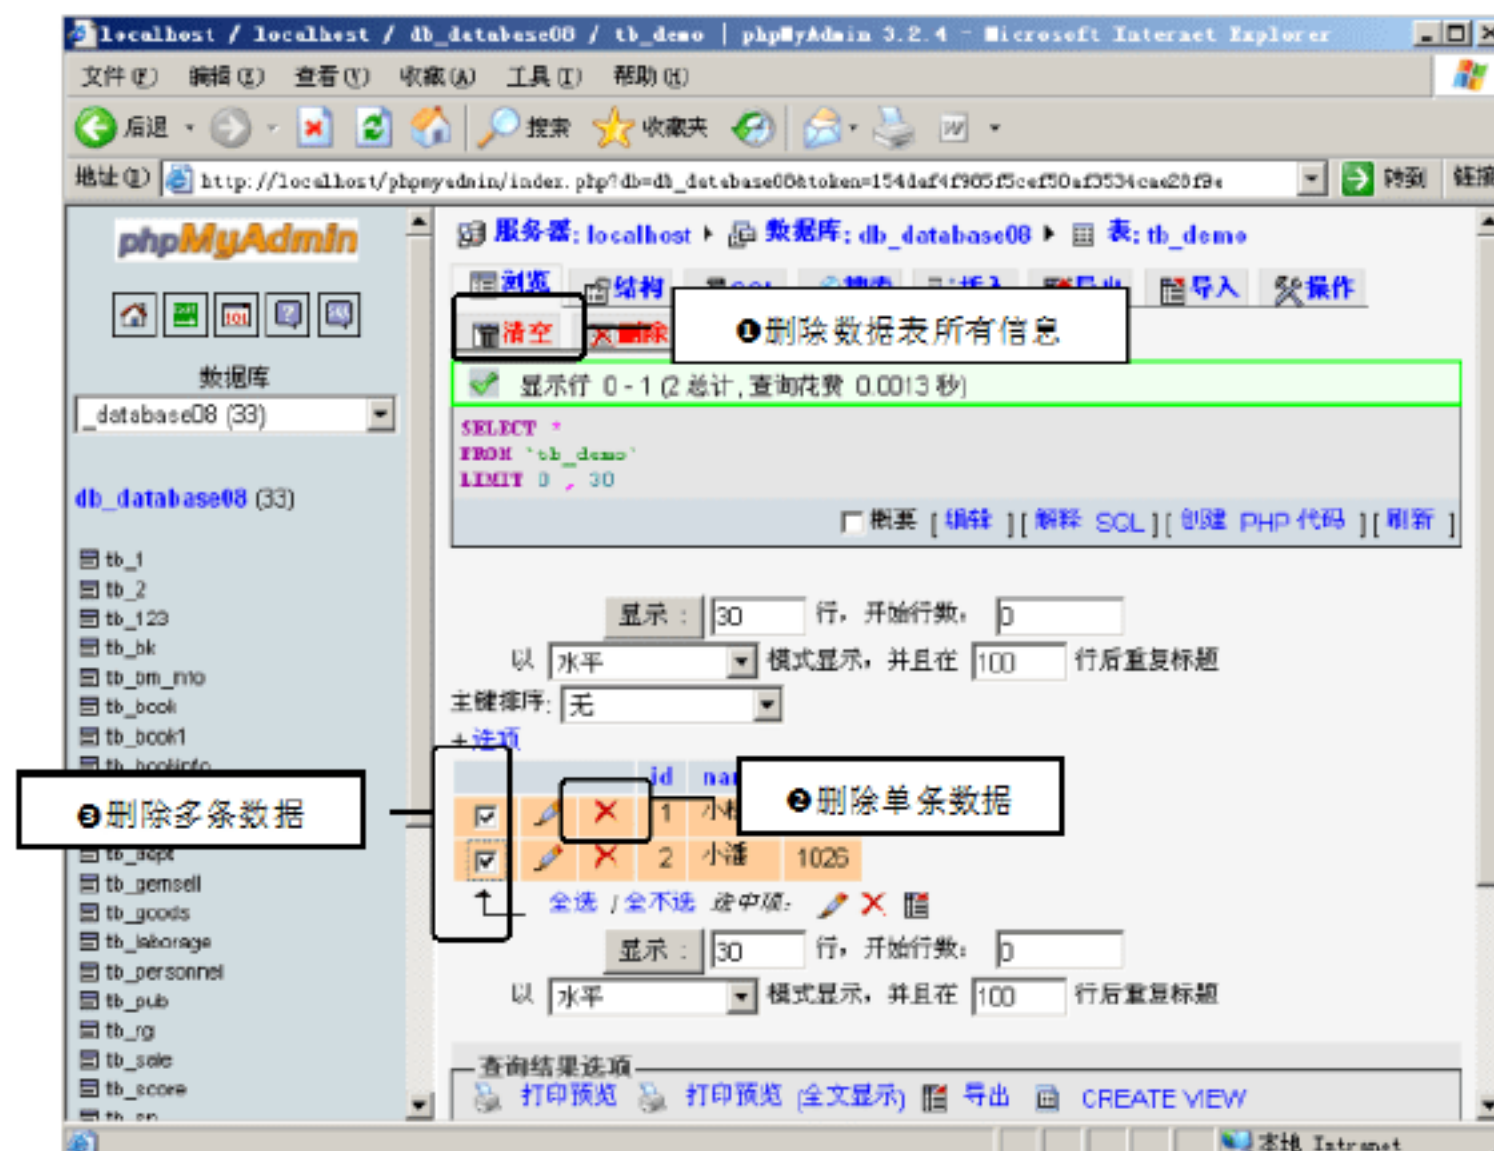 localhost / localhost / db_database08 / tb_demo | phpMyAdmin 3.2.4 - Microsoft Internet Explorer
文件(F) 编辑(E) 查看(V) 收藏(A) 工具(T) 帮助(H)
后退 搜索 收藏夹
地址(D) http://localhost/phpmyadmin/index.php?db=db_database08&token=154daf4f985f5cef50af3534cae28f9e 转到 链接
phpMyAdmin
服务器: localhost ▶ 数据库: db_database08 ▶ 表: tb_demo
浏览 结构 导入 操作
清空 删除
❶删除数据表所有信息
数据库
_database08 (33)
显示行 0 - 1 (2 总计, 查询花费 0.0013 秒)
SELECT *
FROM `tb_demo`
LIMIT 0 , 30
概要 [ 编辑 ] [ 解释 SQL ] [ 创建 PHP 代码 ] [ 刷新 ]
db_database08 (33)
tb_1
tb_2
tb_123
tb_bk
tb_bm_info
tb_book
tb_book1
tb_bookinfo
tb_dept
tb_gemsell
tb_goods
tb_laborage
tb_personnel
tb_pub
tb_rgi
tb_sale
tb_score
显示 : 30 行, 开始行数: 0
以 水平 模式显示, 并且在 100 行后重复标题
主键排序: 无
+ 选项
id
1
❷删除单条数据
❸删除多条数据
2 小潘 1026
全选 / 全不选 选中项:
显示 : 30 行, 开始行数: 0
以 水平 模式显示, 并且在 100 行后重复标题
查询结果选项
打印预览 打印预览 (全文显示) 导出 CREATE VIEW
本地 Intranet